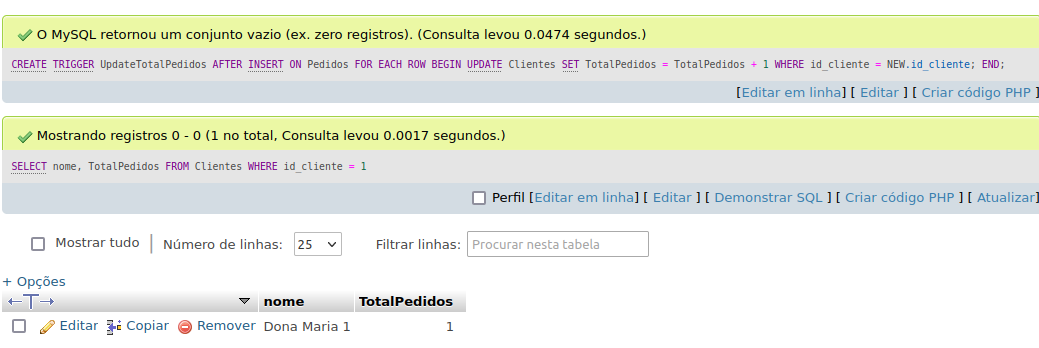 O MySQL retornou um conjunto vazio (ex. zero registros). (Consulta levou 0.0474 segundos.)
CREATE TRIGGER UpdateTotalPedidos AFTER INSERT ON Pedidos FOR EACH ROW BEGIN UPDATE Clientes SET TotalPedidos = TotalPedidos + 1 WHERE id_cliente = NEW.id_cliente; END;
[Editar em linha] [ Editar ] [ Criar código PHP ]
Mostrando registros 0 - 0 (1 no total, Consulta levou 0.0017 segundos.)
SELECT nome, TotalPedidos FROM Clientes WHERE id_cliente = 1
Perfil [Editar em linha] [ Editar ] [ Demonstrar SQL ] [ Criar código PHP ] [ Atualizar]
Mostrar tudo | Número de linhas: 25 Filtrar linhas: Procurar nesta tabela
+ Opções
←T→ nome TotalPedidos
Editar Copiar Remover Dona Maria 1 1